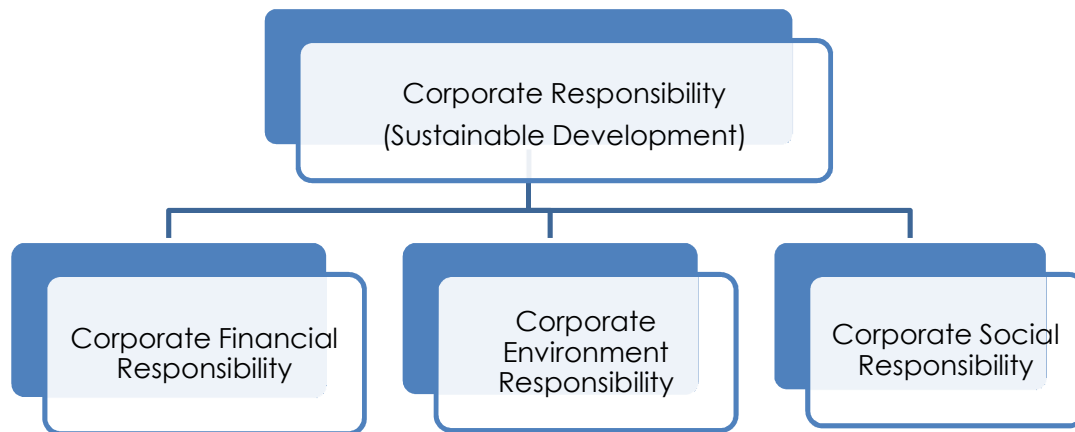 Corporate Responsibility
(Sustainable Development)
Corporate Financial
Responsibility
Corporate
Environment
Responsibility
Corporate Social
Responsibility